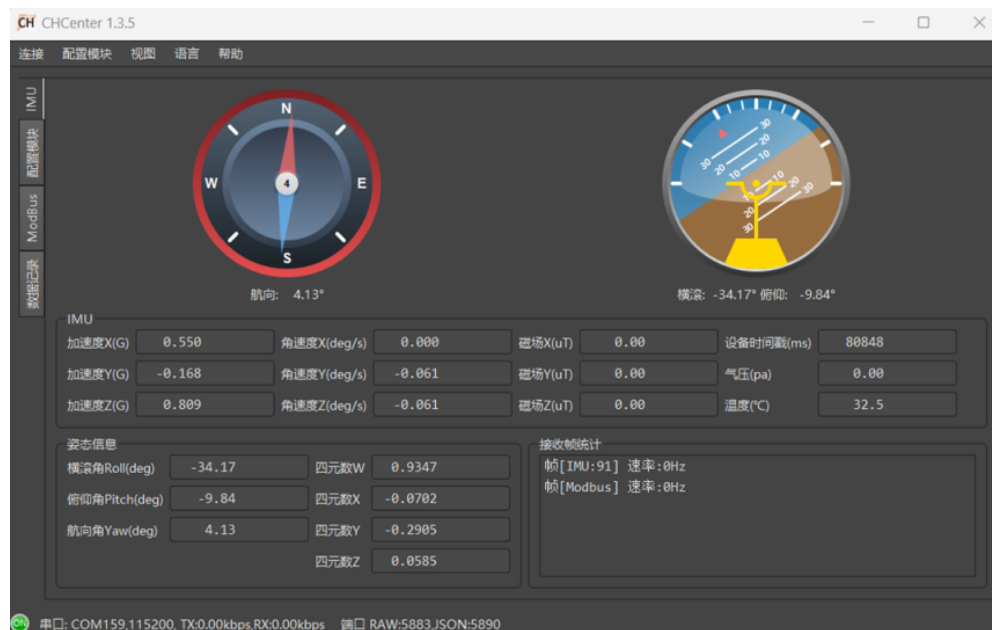 CH CHCenter 1.3.5
连接 配置模块 视图 语言 帮助
IMU
配置模块
ModBus
数据记录
N
W 4 E
S
航向: 4.13°
30
20
30 20 10
10
10 20 30
20
30
横滚: -34.17° 俯仰: -9.84°
IMU
加速度X(G) 0.550 角速度X(deg/s) 0.000 磁场X(uT) 0.00 设备时间戳(ms) 80848
加速度Y(G) -0.168 角速度Y(deg/s) -0.061 磁场Y(uT) 0.00 气压(pa) 0.00
加速度Z(G) 0.809 角速度Z(deg/s) -0.061 磁场Z(uT) 0.00 温度(℃) 32.5
姿态信息
横滚角Roll(deg) -34.17 四元数W 0.9347
俯仰角Pitch(deg) -9.84 四元数X -0.0702
航向角Yaw(deg) 4.13 四元数Y -0.2905
四元数Z 0.0585
接收帧统计
帧[IMU:91] 速率:0Hz
帧[Modbus] 速率:0Hz
ON 串口: COM159,115200, TX:0.00kbps,RX:0.00kbps 端口 RAW:5883,JSON:5890